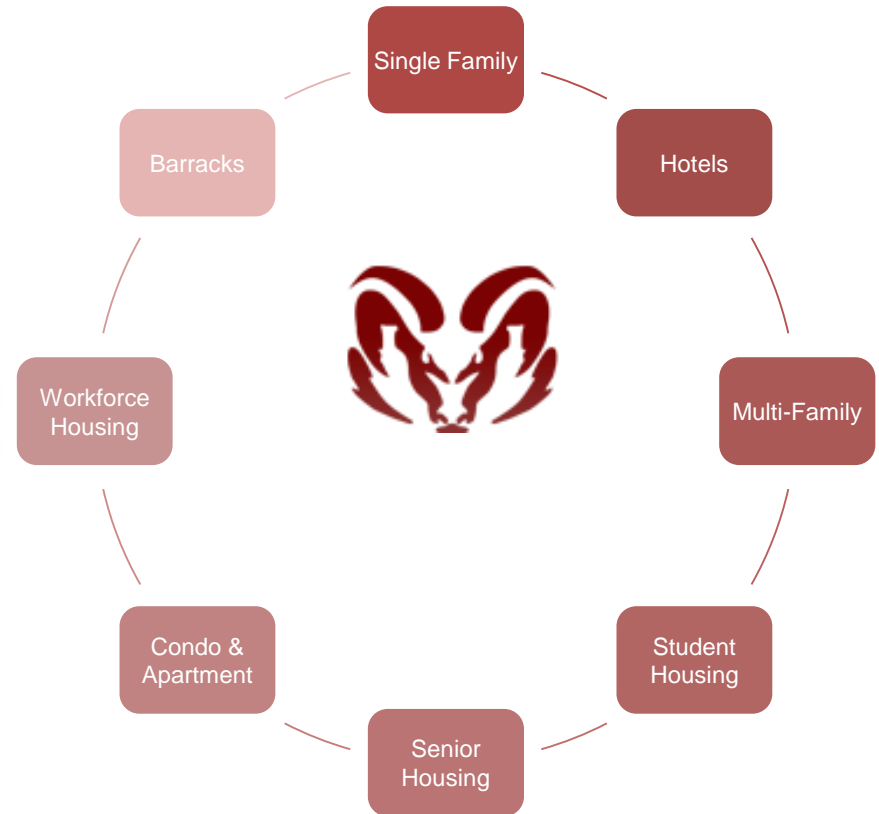 Single Family
Hotels
Multi-Family
Student
Housing
Senior
Housing
Condo &
Apartment
Workforce
Housing
Barracks